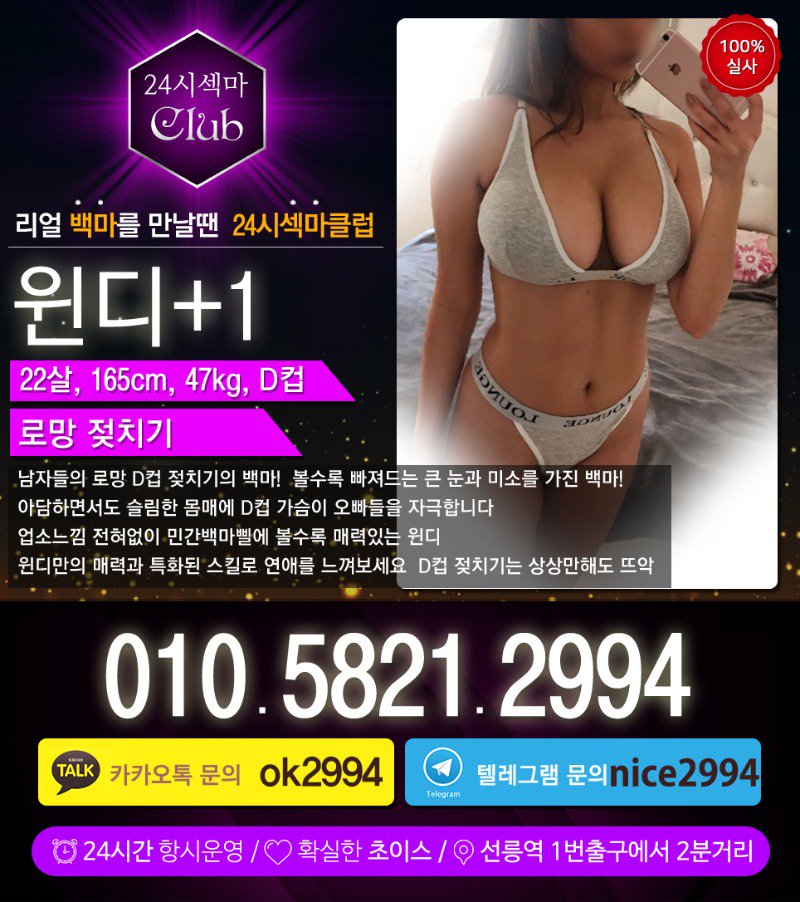 24시섹마
Club
100%
실사
리얼 백마를 만날땐 24시섹마클럽
윈디+1
22살, 165cm, 47kg, D컵
로망 젖치기
남자들의 로망 D컵 젖치기의 백마! 볼수록 빠져드는 큰 눈과 미소를 가진 백마!
아담하면서도 슬림한 몸매에 D컵 가슴이 오빠들을 자극합니다
업소느낌 전혀없이 민간백마삘에 볼수록 매력있는 윈디
윈디만의 매력과 특화된 스킬로 연애를 느껴보세요 D컵 젖치기는 상상만해도 뜨악
LOUNGE
LOUNGE
010.5821.2994
TALK 카카오톡 문의 ok2994
Telegram 텔레그램 문의 nice2994
24시간 항시운영 / 확실한 초이스 / 선릉역 1번출구에서 2분거리